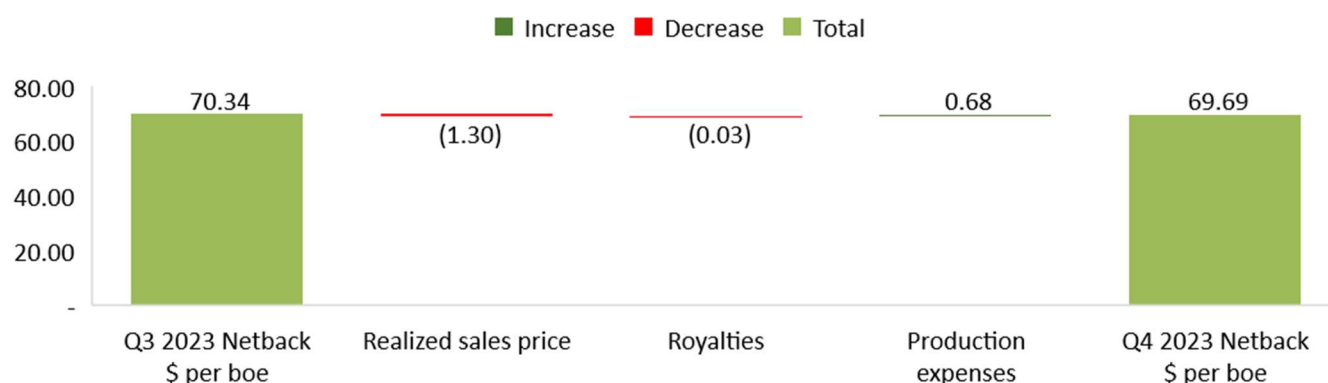 Increase Decrease Total
80.00
60.00
40.00
20.00
-
70.34
(1.30)
(0.03)
0.68
69.69
Q3 2023 Netback
$ per boe
Realized sales price
Royalties
Production
expenses
Q4 2023 Netback
$ per boe